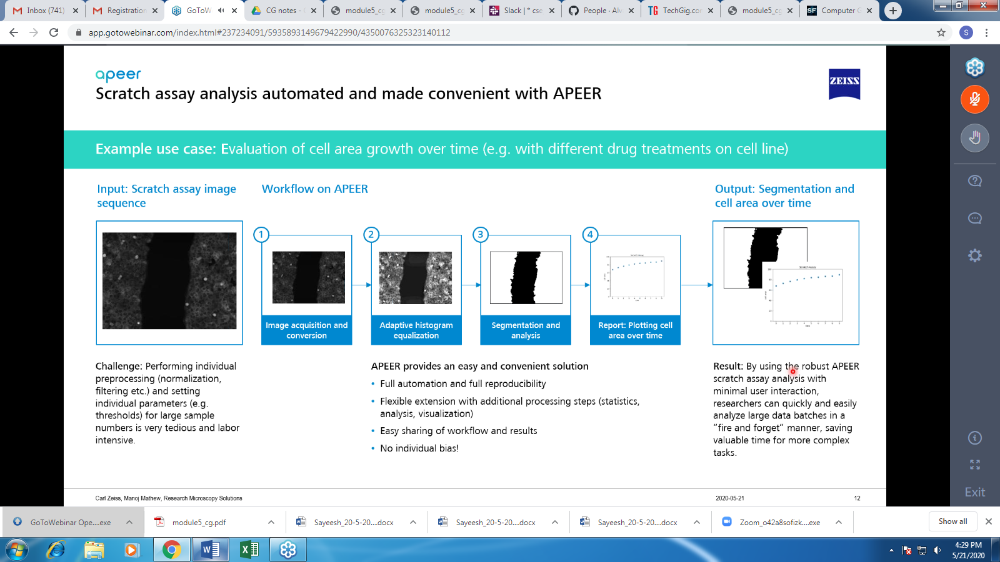 Inbox (741)
Registration
GoToW
CG notes -
module5_cg
module5_cg
Slack | * cse
People · Alv
TechGig.con
module5_cg
Computer G
app.gotowebinar.com/index.html#237234091/5935893149679422990/4350076325323140112
S
apeer
Scratch assay analysis automated and made convenient with APEER
ZEISS
Example use case: Evaluation of cell area growth over time (e.g. with different drug treatments on cell line)
Input: Scratch assay image
sequence
Workflow on APEER
Output: Segmentation and
cell area over time
1
2
3
4
Image acquisition and
conversion
Adaptive histogram
equalization
Segmentation and
analysis
Report: Plotting cell
area over time
Scratch Assay
Challenge: Performing individual
preprocessing (normalization,
filtering etc.) and setting
individual parameters (e.g.
thresholds) for large sample
numbers is very tedious and labor
intensive.
APEER provides an easy and convenient solution
• Full automation and full reproducibility
• Flexible extension with additional processing steps (statistics,
analysis, visualization)
• Easy sharing of workflow and results
• No individual bias!
Result: By using the robust APEER
scratch assay analysis with
minimal user interaction,
researchers can quickly and easily
analyze large data batches in a
“fire and forget” manner, saving
valuable time for more complex
tasks.
Carl Zeiss, Manoj Mathew, Research Microscopy Solutions
2020-05-21
12
Exit
GoToWebinar Ope....exe
module5_cg.pdf
Sayeesh_20-5-20....docx
Sayeesh_20-5-20....docx
Sayeesh_20-5-20....docx
Zoom_o42a8sofizk....exe
Show all
4:29 PM
5/21/2020